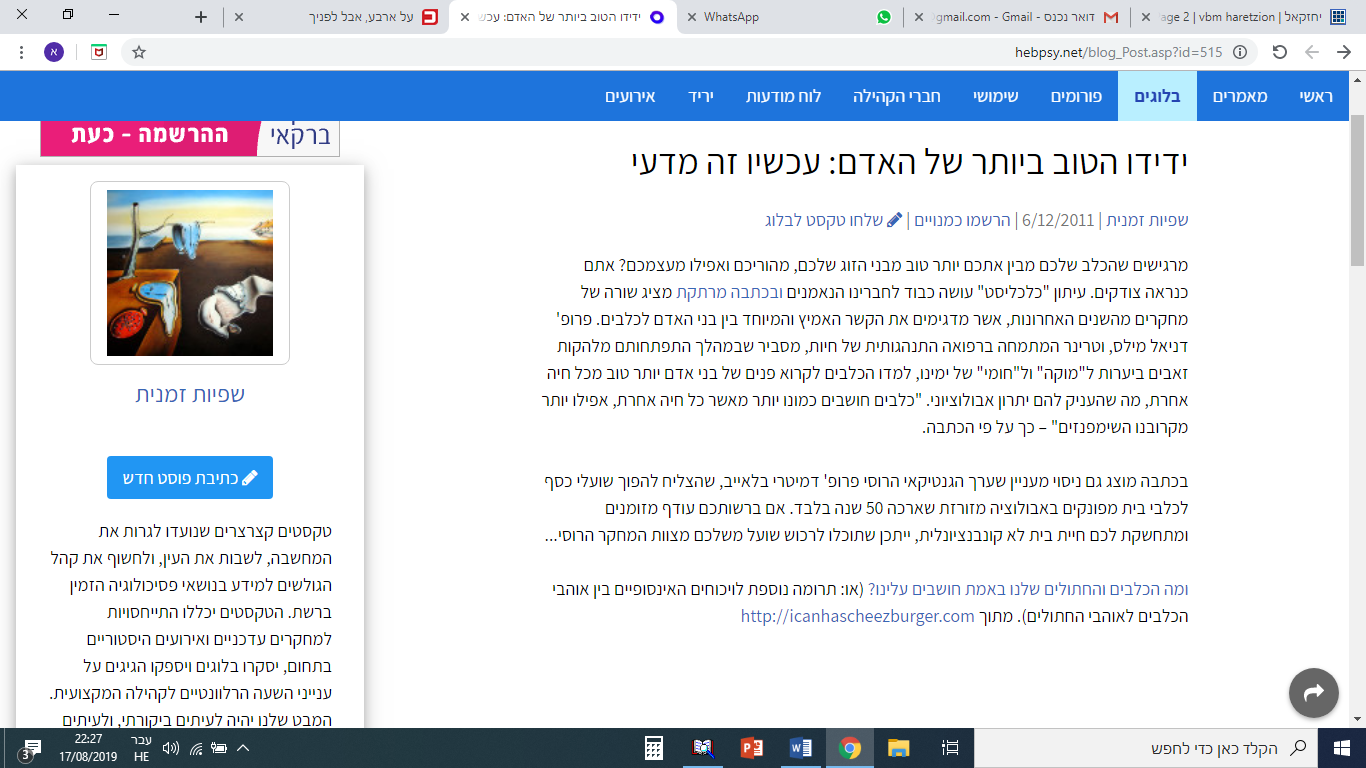 יחזקאל | age 2 | vbm haretzion
דואר נכנס - gmail.com - Gmail
WhatsApp
ידידו הטוב ביותר של האדם: עכשי
על ארבע, אבל לפניך
hebpsy.net/blog_Post.asp?id=515
א
ראשי
מאמרים
בלוגים
פורומים
שימושי
חברי הקהילה
לוח מודעות
יריד
אירועים
ידידו הטוב ביותר של האדם: עכשיו זה מדעי
שפיות זמנית | 6/12/2011 | הרשמו כמנויים | שלחו טקסט לבלוג
מרגישים שהכלב שלכם מבין אתכם יותר טוב מבני הזוג שלכם, מהוריכם ואפילו מעצמכם? אתם
כנראה צודקים. עיתון "כלכליסט" עושה כבוד לחברינו הנאמנים ובכתבה מרתקת מציג שורה של
מחקרים מהשנים האחרונות, אשר מדגימים את הקשר האמיץ והמיוחד בין בני האדם לכלבים. פרופ'
דניאל מילס, וטרינר המתמחה ברפואה התנהגותית של חיות, מסביר שבמהלך התפתחותם מלהקות
זאבים ביערות ל"מוקה" ול"חומי" של ימינו, למדו הכלבים לקרוא פנים של בני אדם יותר טוב מכל חיה
אחרת, מה שהעניק להם יתרון אבולוציוני. "כלבים חושבים כמונו יותר מאשר כל חיה אחרת, אפילו יותר
מקרובנו השימפנזים" – כך על פי הכתבה.
בכתבה מוצג גם ניסוי מעניין שערך הגנטיקאי הרוסי פרופ' דמיטרי בלאייב, שהצליח להפוך שועלי כסף
לכלבי בית מפונקים באבולוציה מזורזת שארכה 50 שנה בלבד. אם ברשותכם עודף מזומנים
ומתחשקת לכם חיית בית לא קונבנציונלית, ייתכן שתוכלו לרכוש שועל משלכם מצוות המחקר הרוסי...
ומה הכלבים והחתולים שלנו באמת חושבים עלינו? (או: תרומה נוספת לויכוחים האינסופיים בין אוהבי
הכלבים לאוהבי החתולים). מתוך http://icanhascheezburger.com
ברקאי
ההרשמה - כעת
שפיות זמנית
כתיבת פוסט חדש
טקסטים קצרצרים שנועדו לגרות את
המחשבה, לשבות את העין, ולחשוף את קהל
הגולשים למידע בנושאי פסיכולוגיה הזמין
ברשת. הטקסטים יכללו התייחסויות
למחקרים עדכניים ואירועים היסטוריים
בתחום, יסקרו בלוגים ויספקו הגיגים על
ענייני השעה הרלוונטיים לקהילה המקצועית.
המבט שלנו יהיה לעיתים ביקורתי, ולעיתים
הקלד כאן כדי לחפש
עבר
HE
22:27
17/08/2019
3